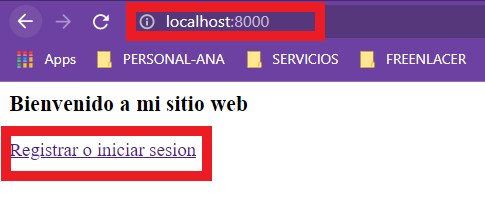 localhost:8000
Apps PERSONAL-ANA SERVICIOS FREENLACER
Bienvenido a mi sitio web
Registrar o iniciar sesion